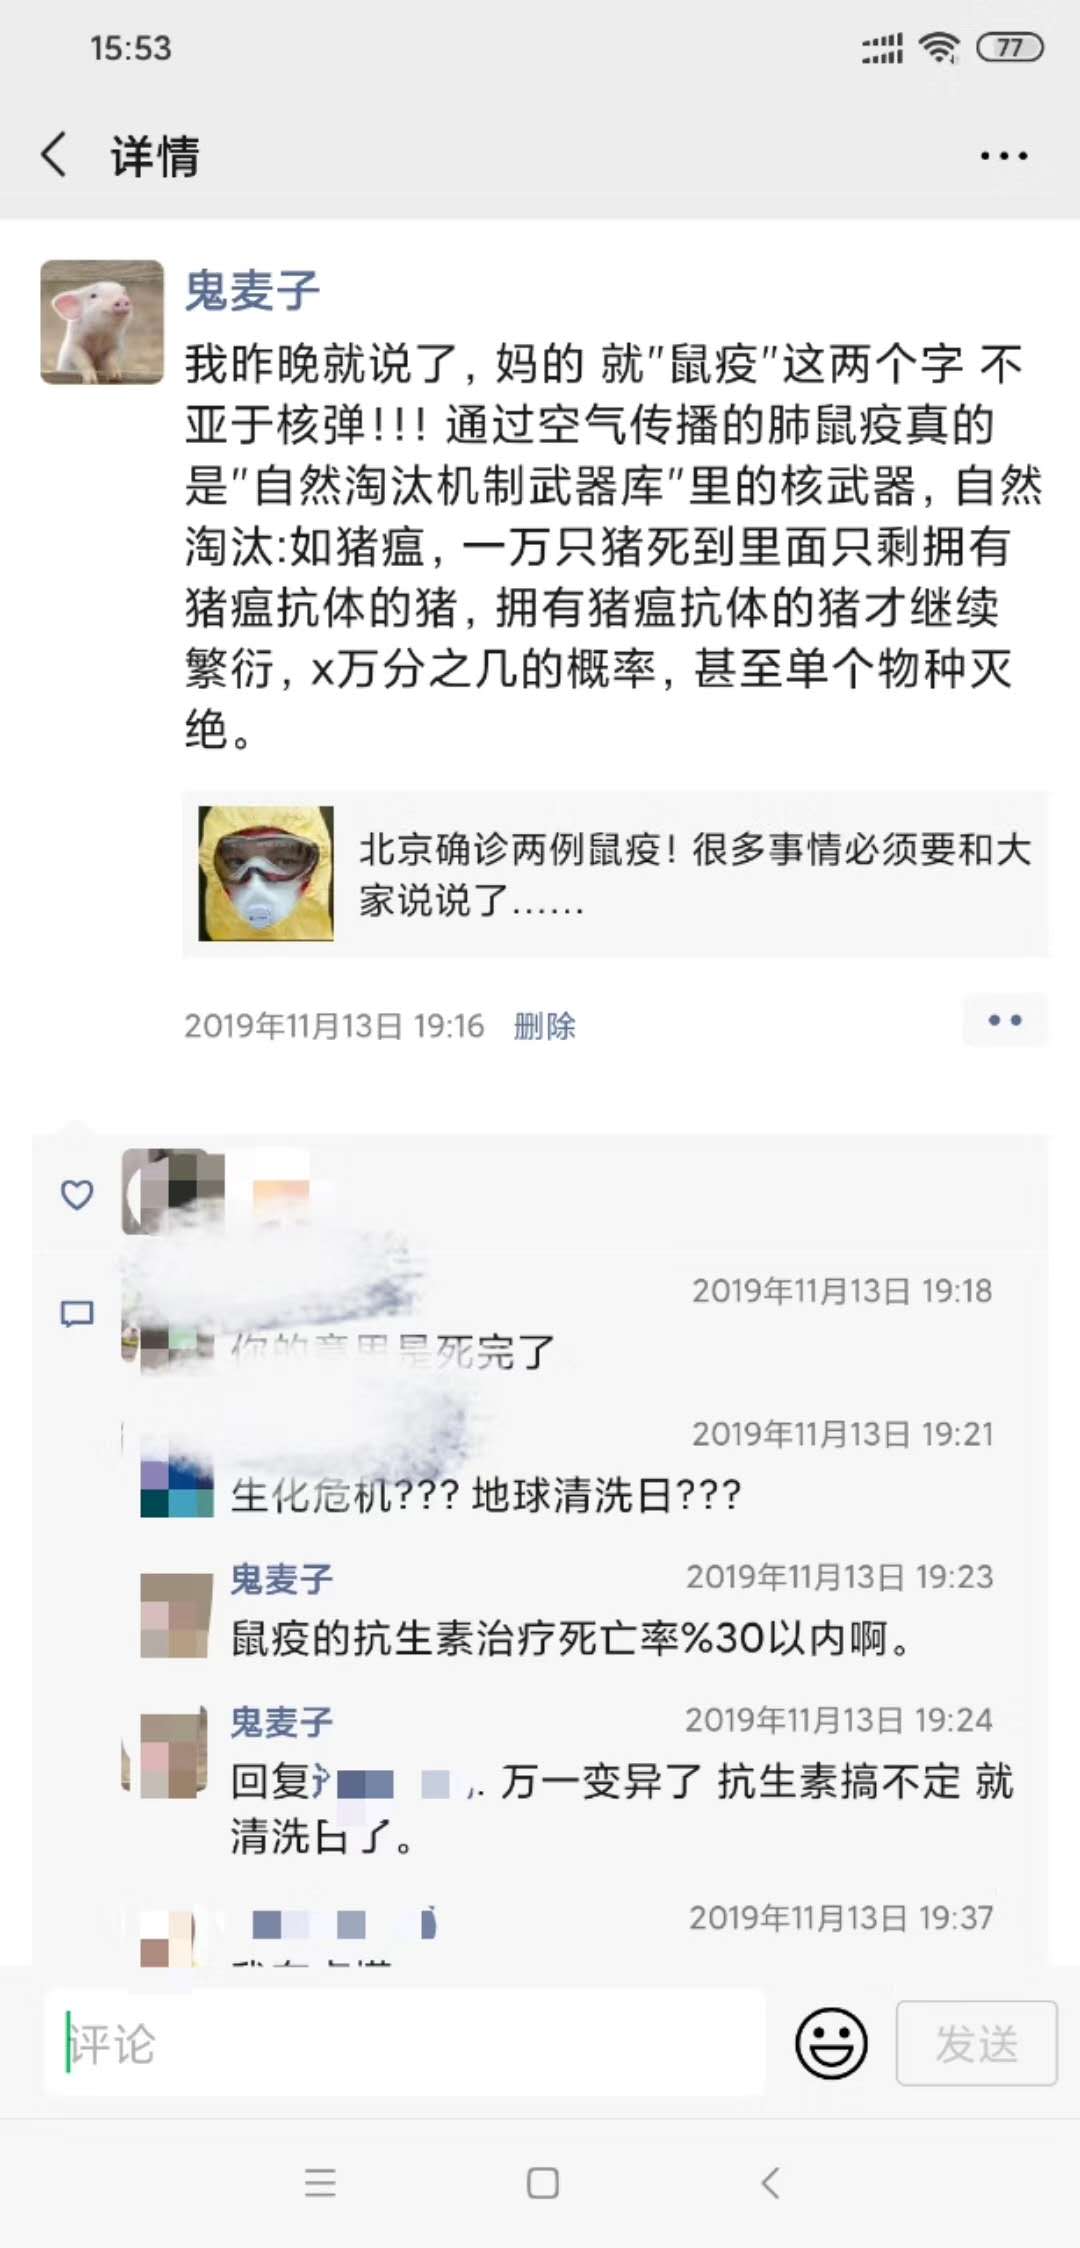 15:53
77
详情
鬼麦子
我昨晚就说了，妈的 就"鼠疫"这两个字 不
亚于核弹！！！通过空气传播的肺鼠疫真的
是"自然淘汰机制武器库"里的核武器，自然
淘汰:如猪瘟，一万只猪死到里面只剩拥有
猪瘟抗体的猪，拥有猪瘟抗体的猪才继续
繁衍，x万分之几的概率，甚至单个物种灭
绝。
北京确诊两例鼠疫！很多事情必须要和大
家说说了……
2019年11月13日 19:16 删除
2019年11月13日 19:18
你的意思是死完了
2019年11月13日 19:21
生化危机??? 地球清洗日???
鬼麦子 2019年11月13日 19:23
鼠疫的抗生素治疗死亡率%30以内啊。
鬼麦子 2019年11月13日 19:24
回复 万一变异了 抗生素搞不定 就
清洗日了。
2019年11月13日 19:37
评论
发送